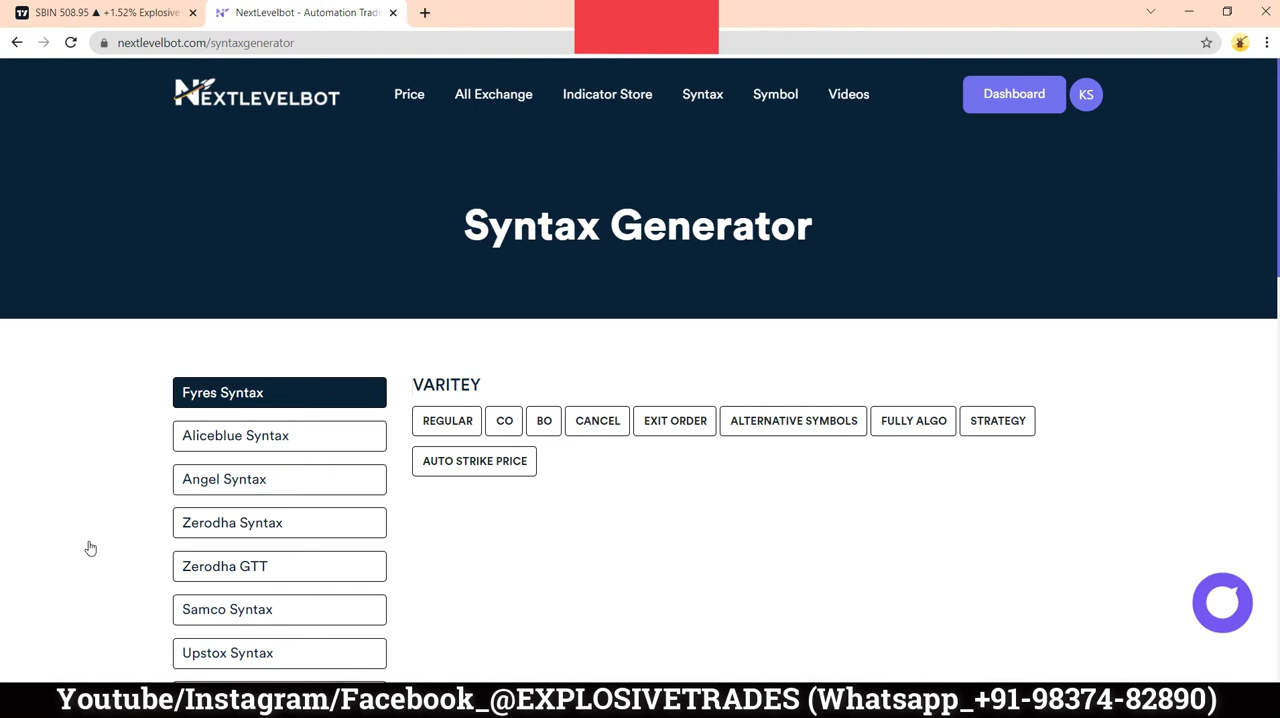 SBIN 508.95 ▲ +1.52% Explosive
NextLevelbot - Automation Tradi
nextlevelbot.com/syntaxgenerator
NEXTLEVELBOT
Price
All Exchange
Indicator Store
Syntax
Symbol
Videos
Dashboard
KS
Syntax Generator
Fyres Syntax
Aliceblue Syntax
Angel Syntax
Zerodha Syntax
Zerodha GTT
Samco Syntax
Upstox Syntax
VARITEY
REGULAR
CO
BO
CANCEL
EXIT ORDER
ALTERNATIVE SYMBOLS
FULLY ALGO
STRATEGY
AUTO STRIKE PRICE
Youtube/Instagram/Facebook_@EXPLOSIVETRADES (Whatsapp_+91-98374-82890)